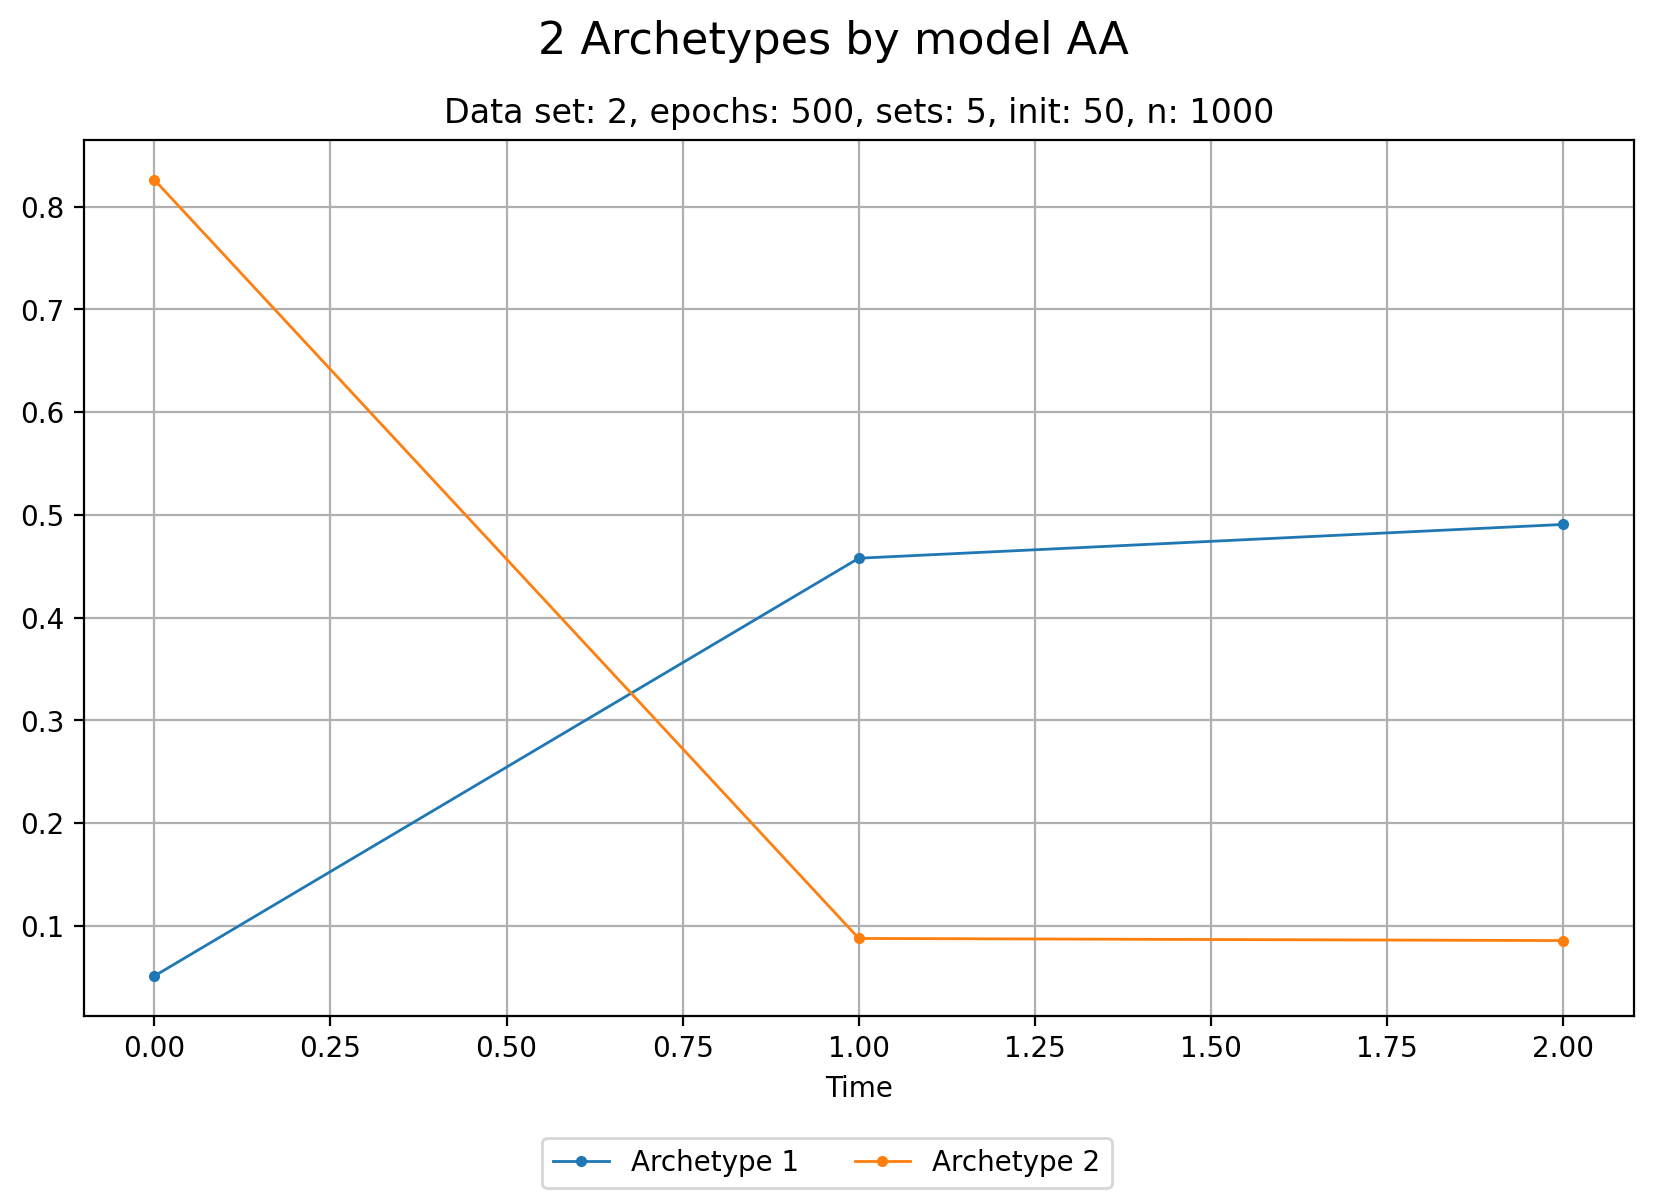 2 Archetypes by model AA
Data set: 2, epochs: 500, sets: 5, init: 50, n: 1000
0.8
0.7
0.6
0.5
0.4
0.3
0.2
0.1
0.00 0.25 0.50 0.75 1.00 1.25 1.50 1.75 2.00
Time
Archetype 1 Archetype 2